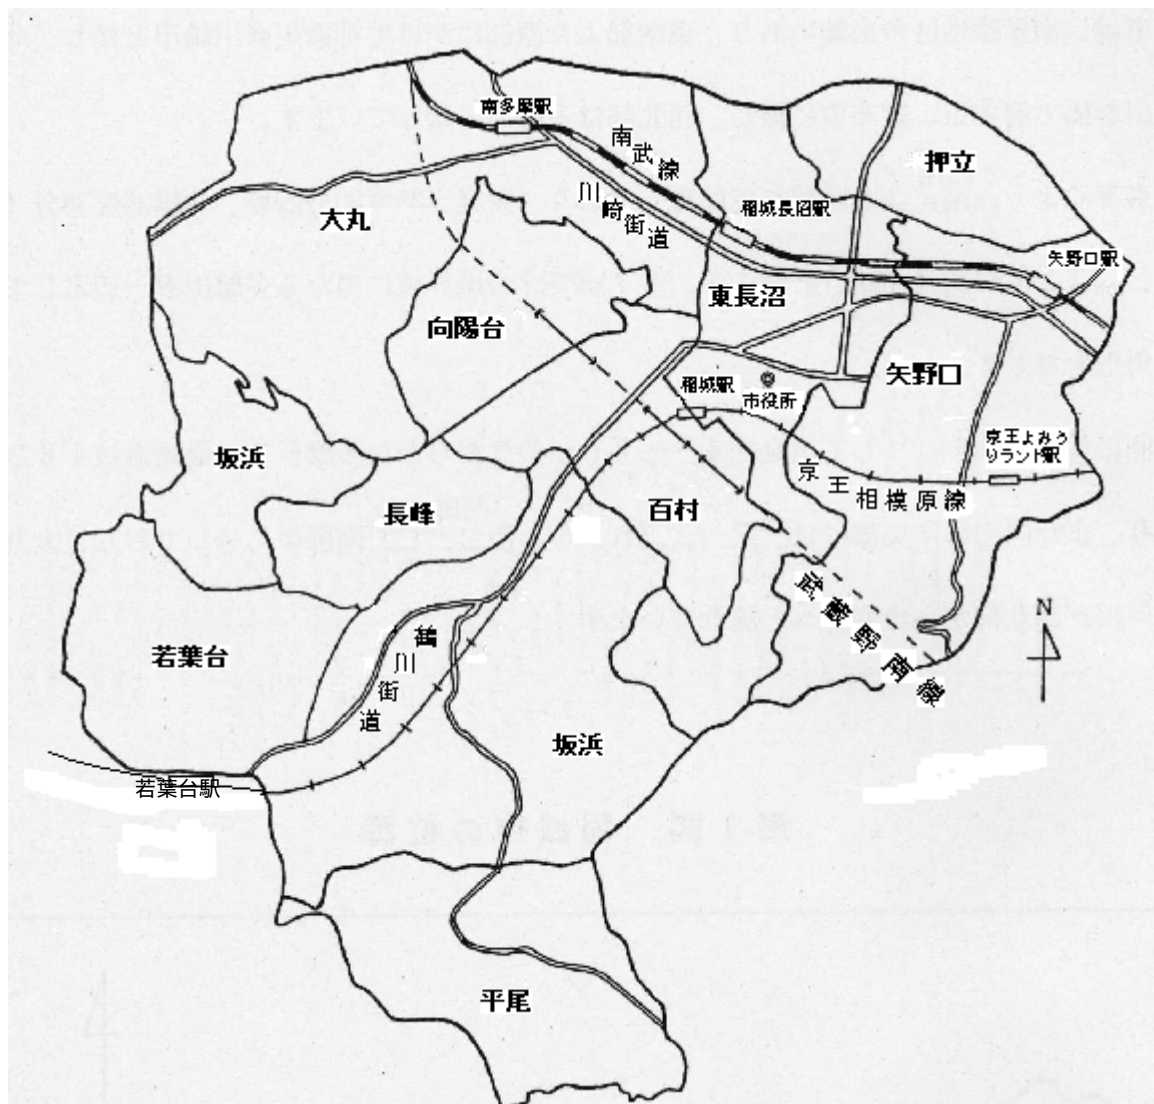 南多摩駅
南武線
押立
大丸
川崎街道
稲城長沼駅
矢野口駅
東長沼
向陽台
矢野口
稲城駅
市役所
京王よみう
りランド駅
坂浜
京王相模原線
長峰
百村
武蔵野南線
N
若葉台
鶴川街道
坂浜
若葉台駅
平尾